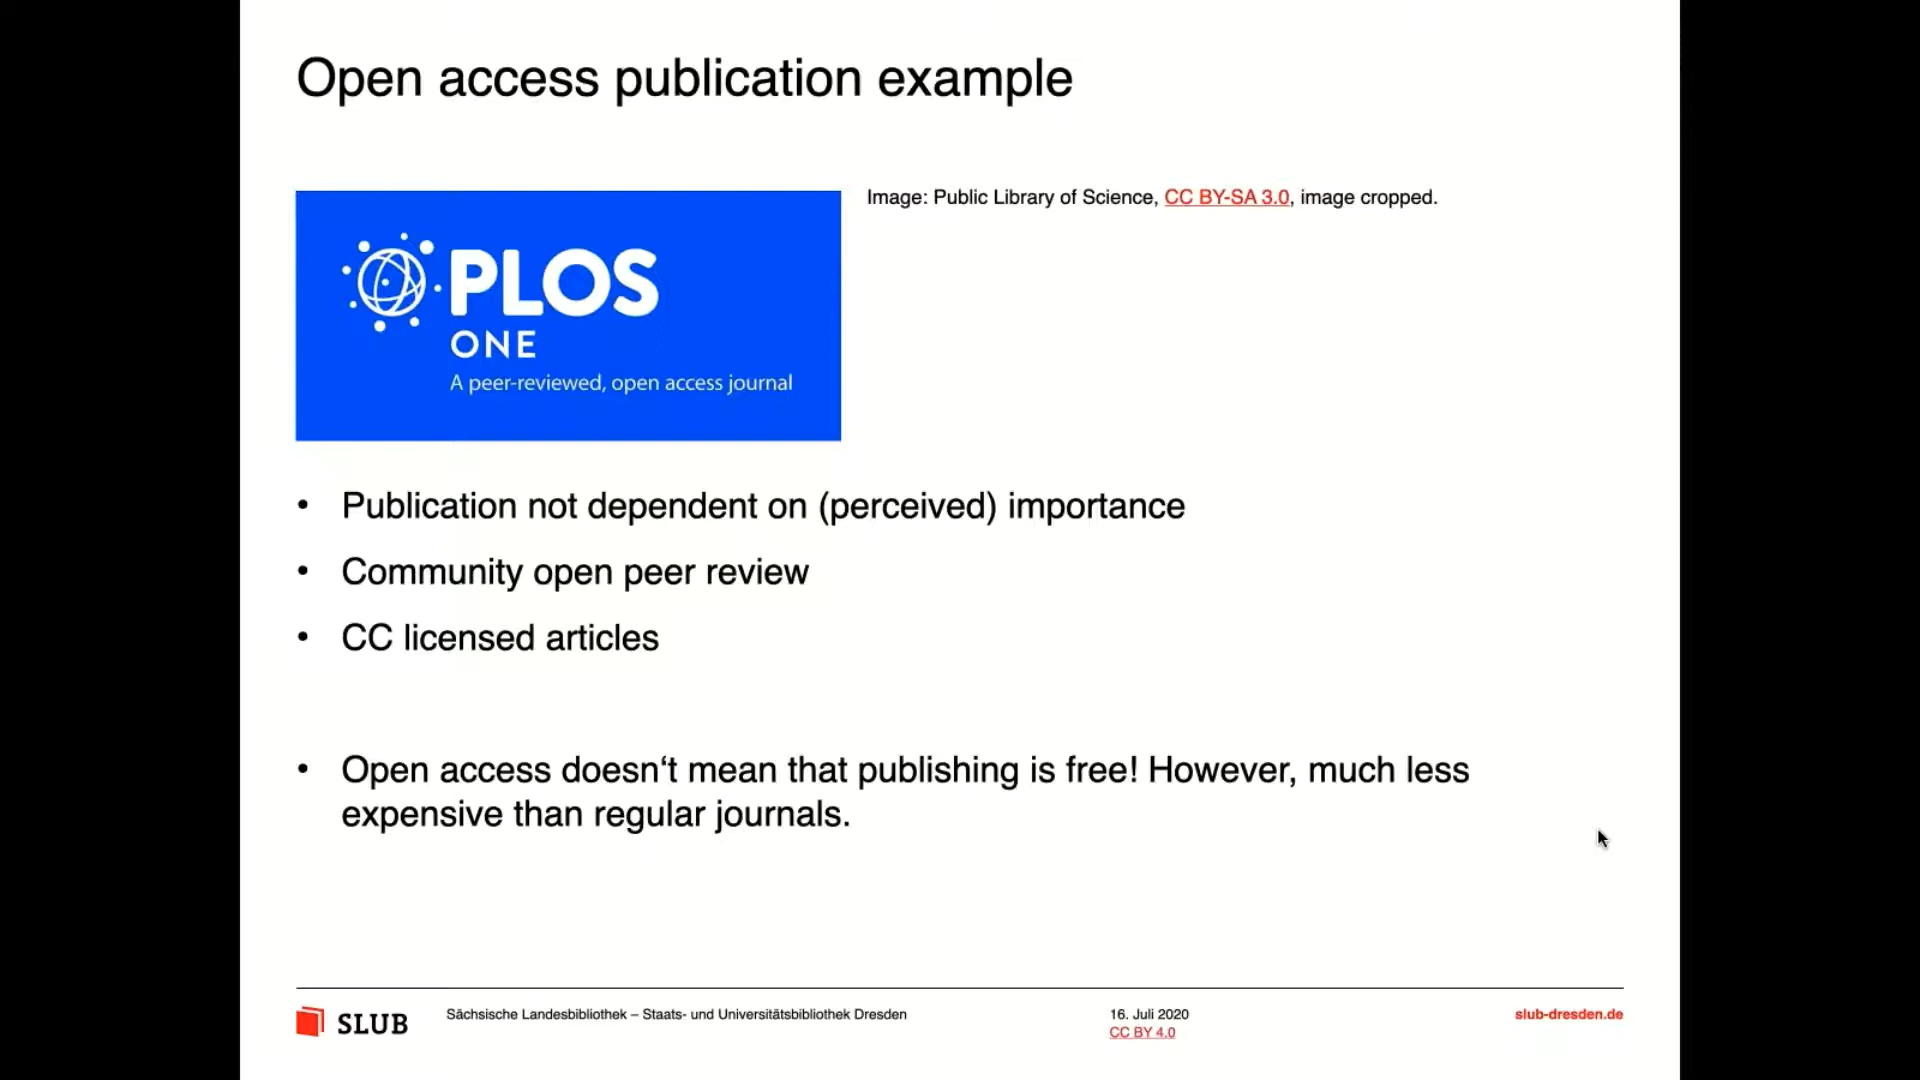 Open access publication example
Image: Public Library of Science, CC BY-SA 3.0, image cropped.
PLOS
ONE
A peer-reviewed, open access journal
• Publication not dependent on (perceived) importance
• Community open peer review
• CC licensed articles
• Open access doesn‘t mean that publishing is free! However, much less
expensive than regular journals.
SLUB
Sächsische Landesbibliothek – Staats- und Universitätsbibliothek Dresden
16. Juli 2020
CC BY 4.0
slub-dresden.de